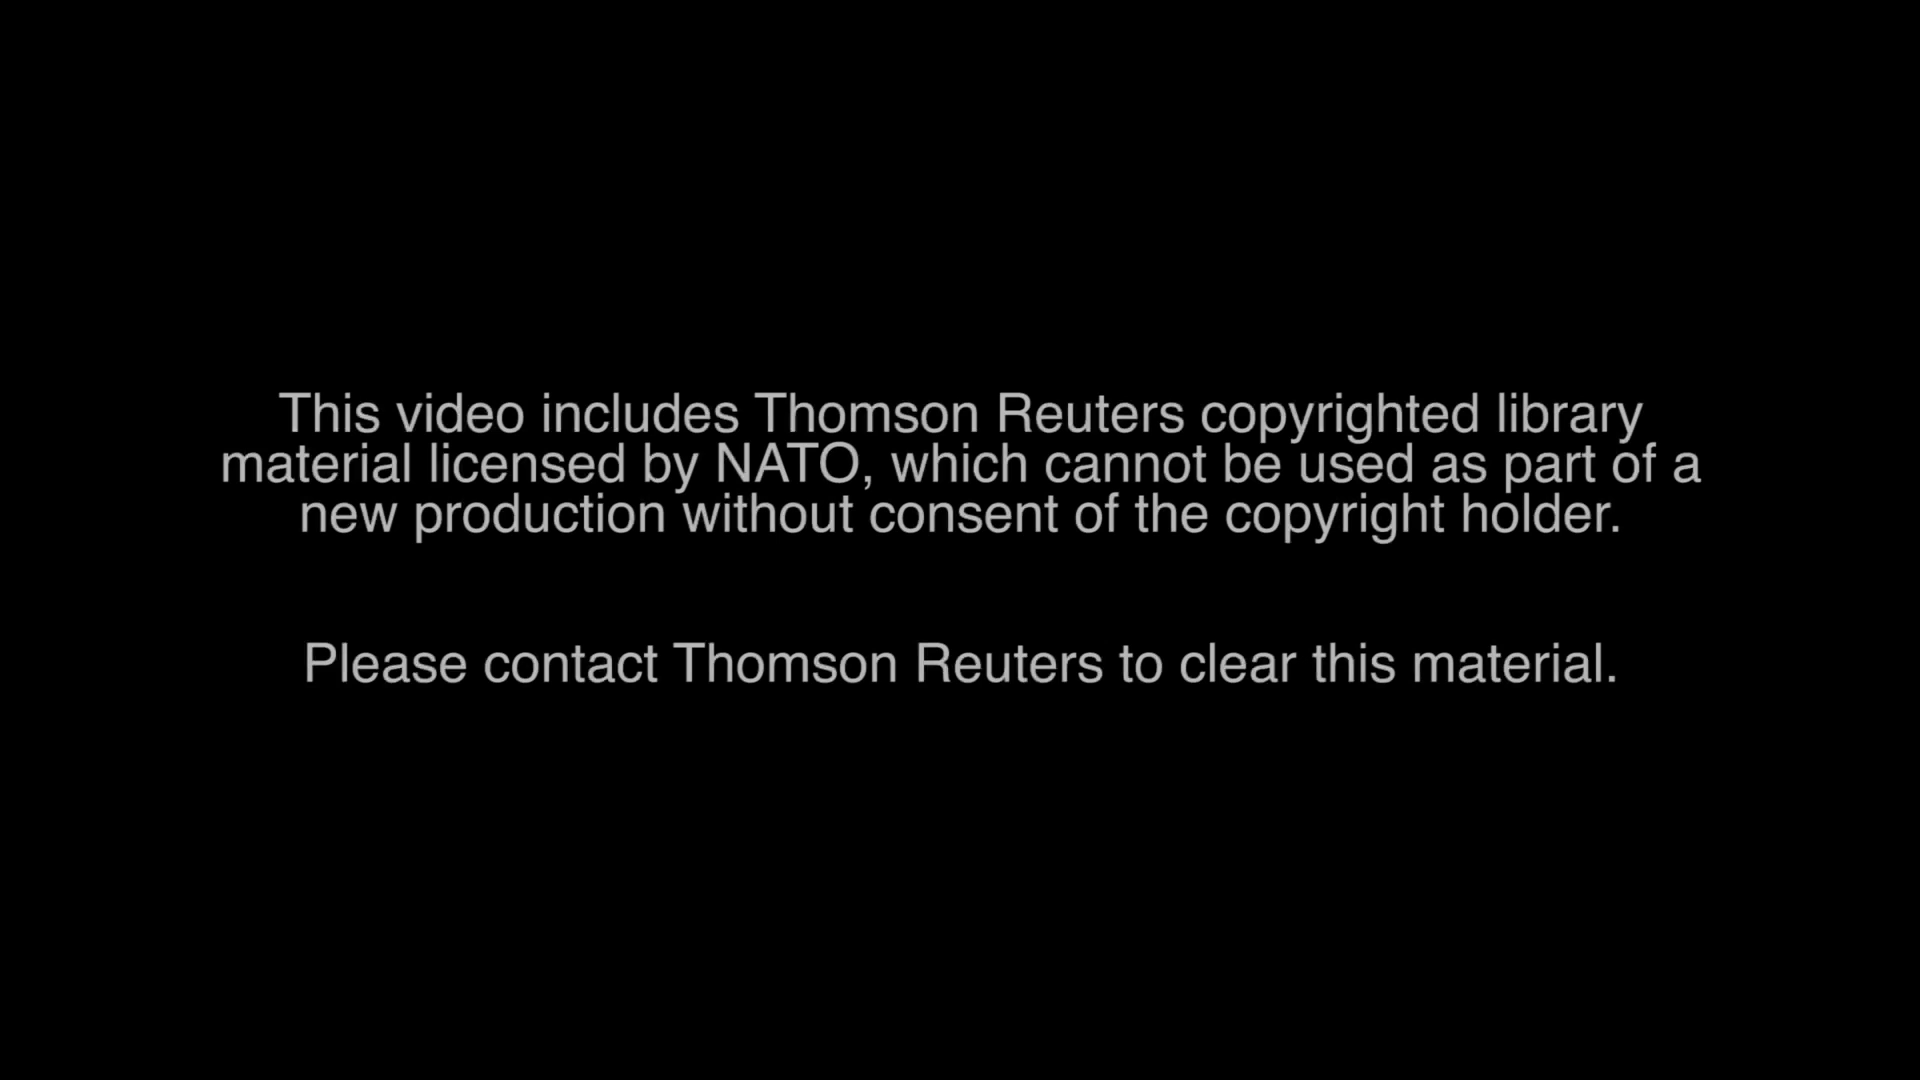 This video includes Thomson Reuters copyrighted library
material licensed by NATO, which cannot be used as part of a
new production without consent of the copyright holder.
Please contact Thomson Reuters to clear this material.